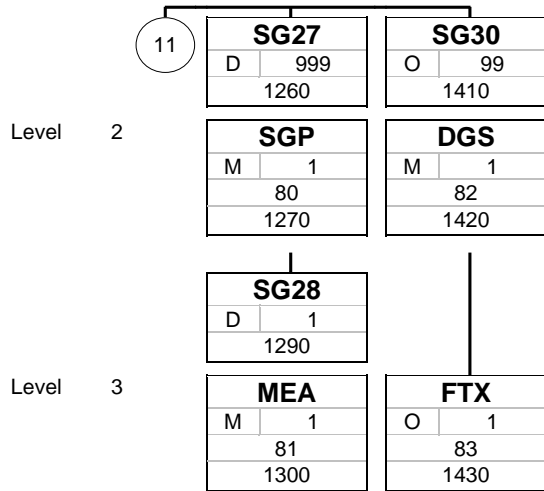 11
SG27
D 999
1260
SG30
O 99
1410
Level 2
SGP
M 1
80
1270
DGS
M 1
82
1420
SG28
D 1
1290
Level 3
MEA
M 1
81
1300
FTX
O 1
83
1430